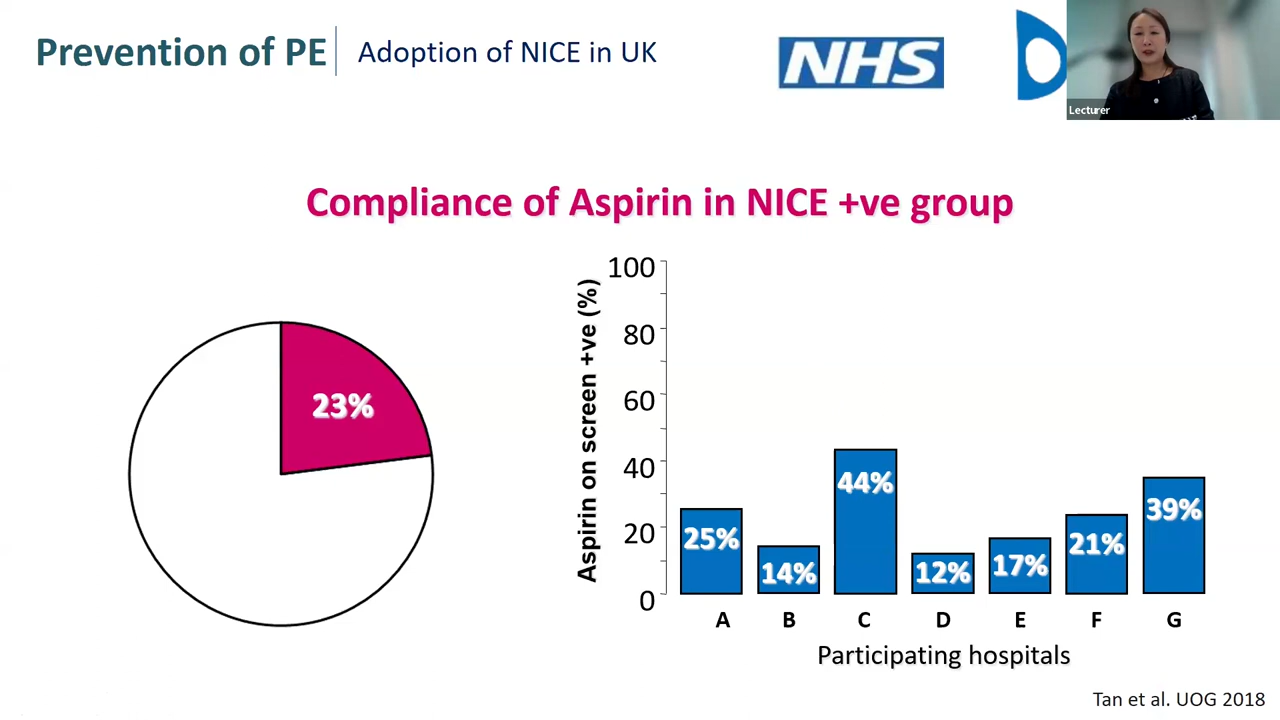 Prevention of PE
Adoption of NICE in UK
NHS
Lecturer
Compliance of Aspirin in NICE +ve group
23%
Aspirin on screen +ve (%)
100
80
60
40
20
0
25%
14%
44%
12%
17%
21%
39%
A B C D E F G
Participating hospitals
Tan et al. UOG 2018